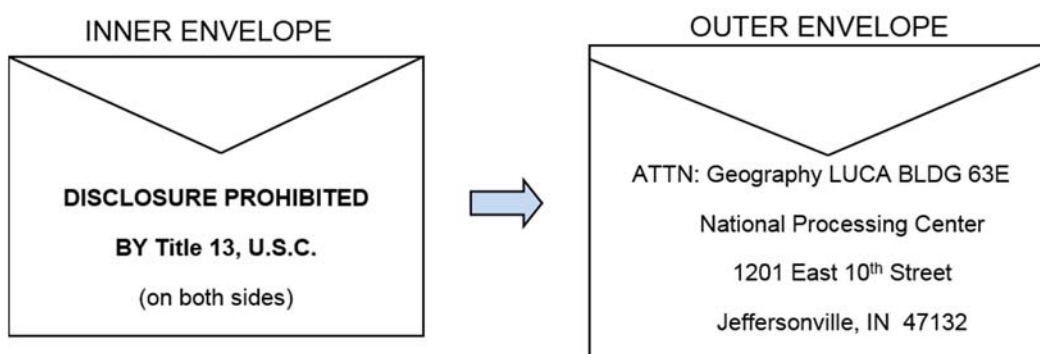 INNER ENVELOPE
DISCLOSURE PROHIBITED
BY Title 13, U.S.C.
(on both sides)
OUTER ENVELOPE
ATTN: Geography LUCA BLDG 63E
National Processing Center
1201 East 10th Street
Jeffersonville, IN 47132